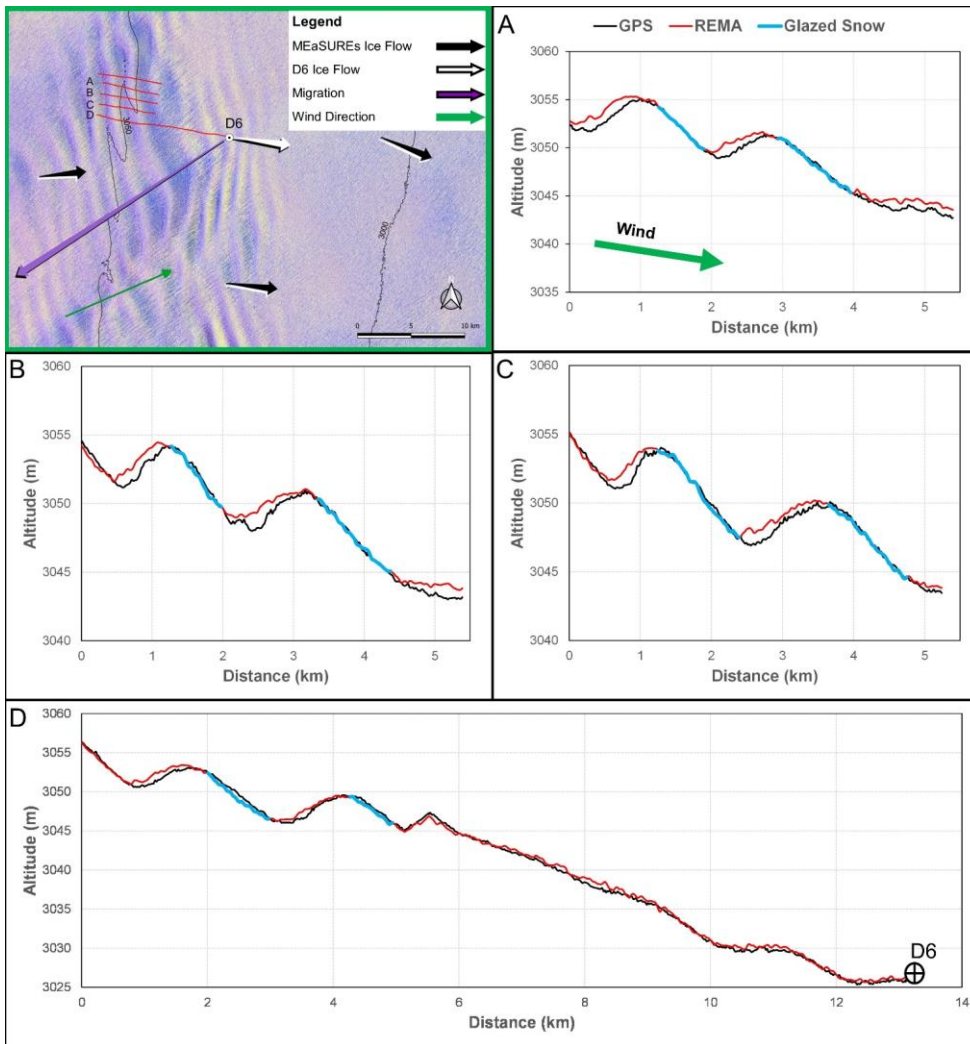 Legend
MEaSUREs Ice Flow
D6 Ice Flow
Migration
Wind Direction
A
B
C
D
3060
D6
3000
0 5 10 km
A
GPS REMA Glazed Snow
3060
3055
3050
3045
3040
3035
Altitude (m)
Wind
0 1 2 3 4 5
Distance (km)
B
3060
3055
3050
3045
3040
Altitude (m)
0 1 2 3 4 5
Distance (km)
C
3060
3055
3050
3045
3040
Altitude (m)
0 1 2 3 4 5
Distance (km)
D
3060
3055
3050
3045
3040
3035
3030
3025
Altitude (m)
D6
0 2 4 6 8 10 12 14
Distance (km)